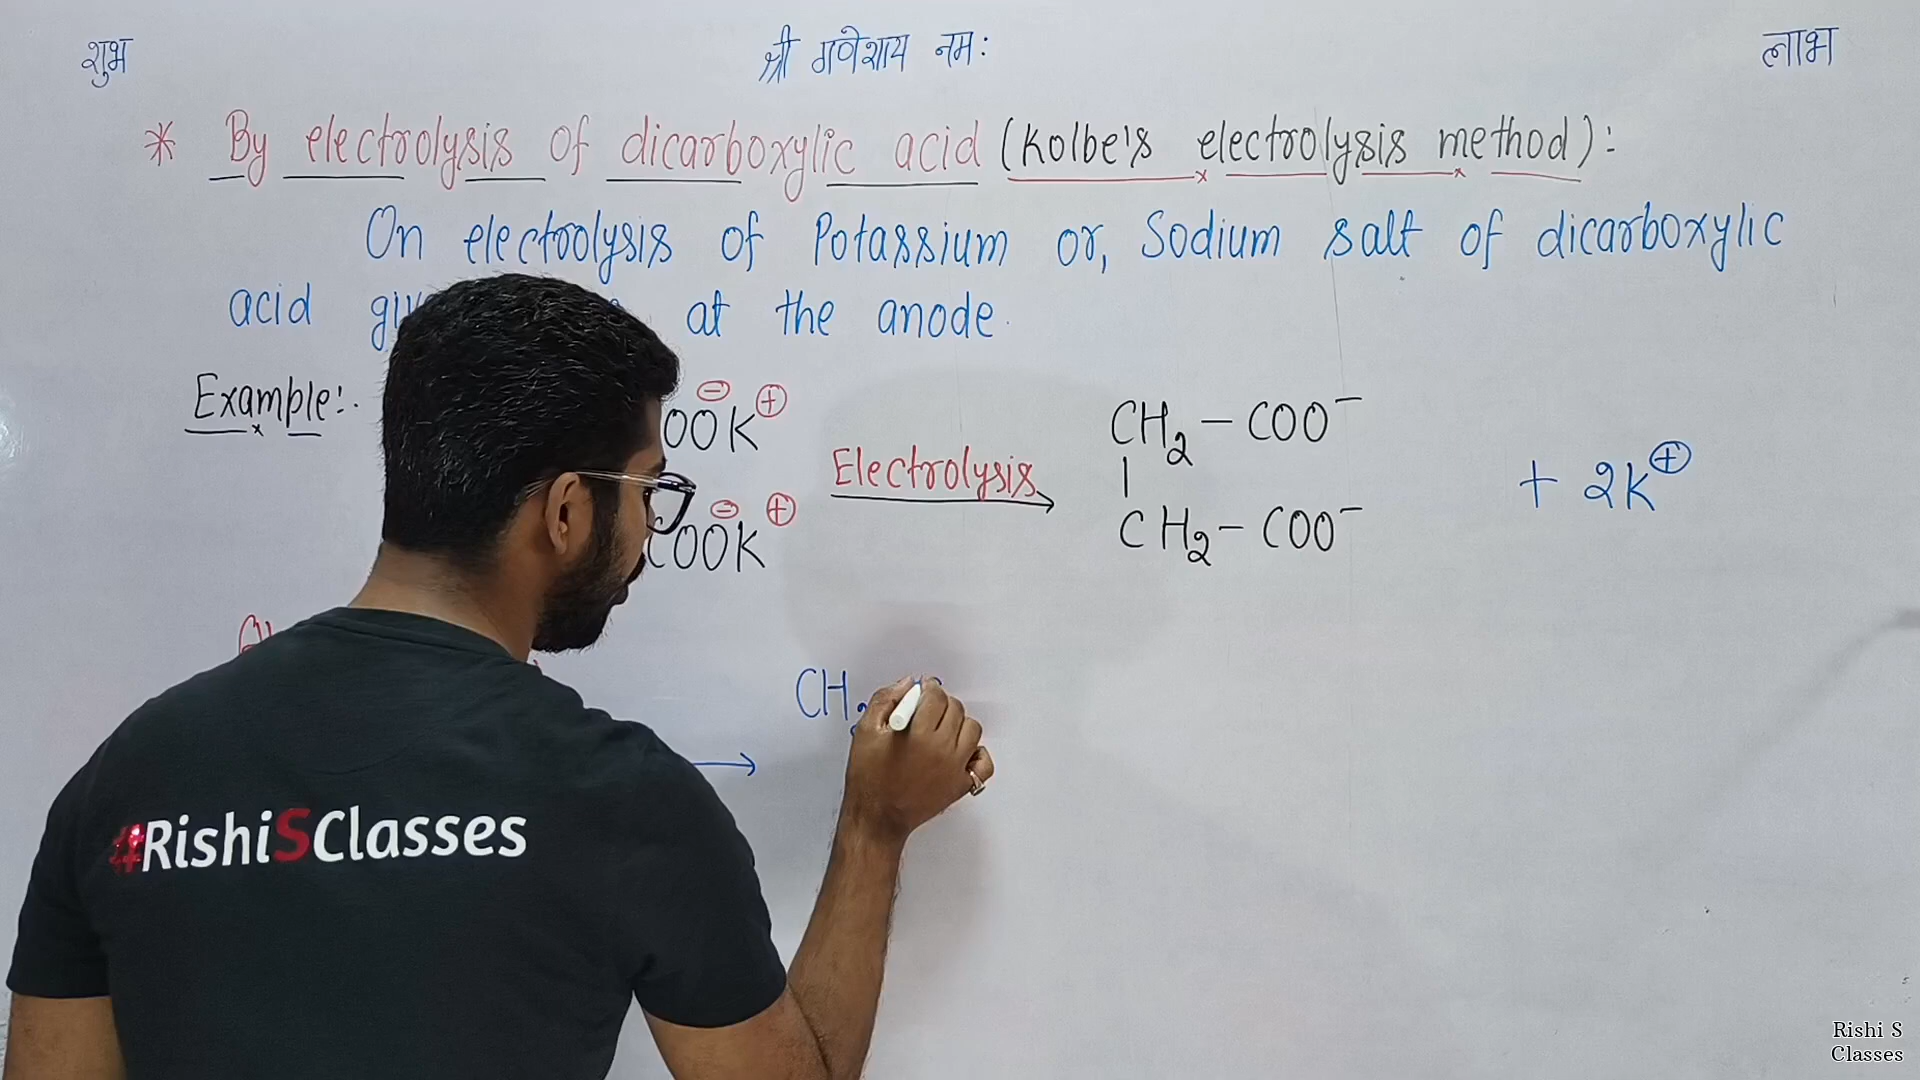 शुभ श्री गणेशाय नमः लाभ
* By electrolysis of dicarboxylic acid (Kolbe's electrolysis method):
On electrolysis of Potassium or, Sodium salt of dicarboxylic
acid at the anode.
Example:-
OOK⊕ ⊖
Electrolysis
CH₂ - COO⁻
+ 2K⊕
COOK⊕ ⊖
CH₂ - COO⁻
CH₂
#RishiSClasses
Rishi S
Classes